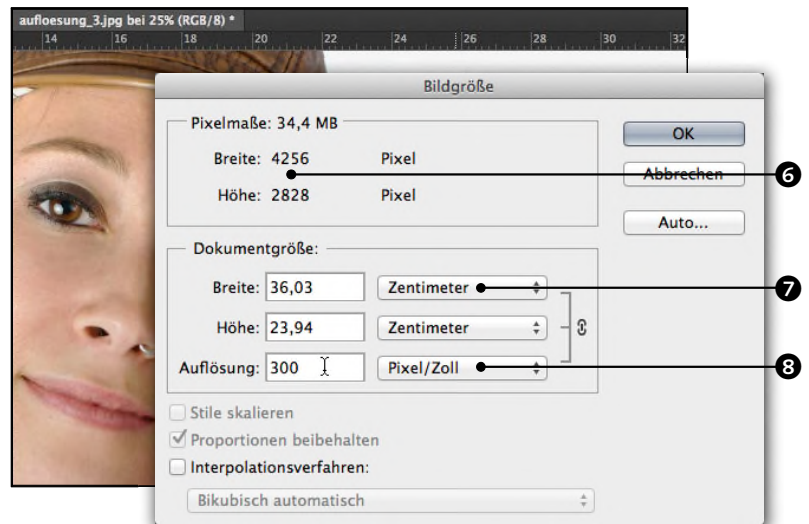 aufloesung_3.jpg bei 25% (RGB/8) *
14 16 18 20 22 24 26 28 30 32
Bildgröße
Pixelmaße: 34,4 MB
OK
Breite: 4256 Pixel
Abbrechen
6
Höhe: 2828 Pixel
Auto...
Dokumentgröße:
Breite: 36,03 Zentimeter
7
Höhe: 23,94 Zentimeter
Auflösung: 300 Pixel/Zoll
8
Stile skalieren
Proportionen beibehalten
Interpolationsverfahren:
Bikubisch automatisch